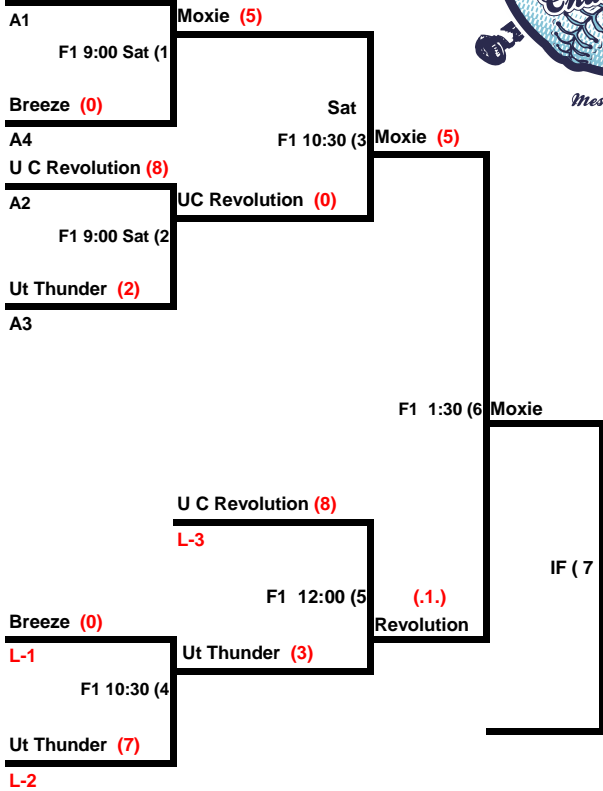 A1
Moxie (5)
F1 9:00 Sat (1
Breeze (0)
A4
Sat
F1 10:30 (3
Moxie (5)
U C Revolution (8)
A2
UC Revolution (0)
F1 9:00 Sat (2
Ut Thunder (2)
A3
F1 1:30 (6
Moxie
U C Revolution (8)
L-3
IF ( 7
F1 12:00 (5
(.1.)
Revolution
Breeze (0)
L-1
Ut Thunder (3)
F1 10:30 (4
Ut Thunder (7)
L-2